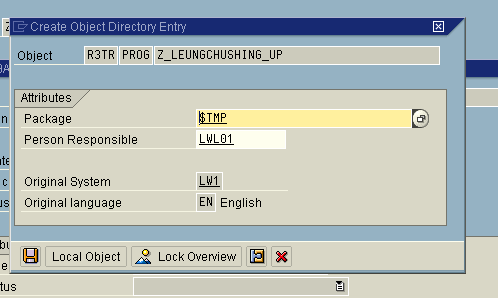 Create Object Directory Entry
Object R3TR PROG Z_LEUNGCHUSHING_UP
Attributes
Package $TMP
Person Responsible LWL01
Original System LW1
Original language EN English
Local Object Lock Overview
tus